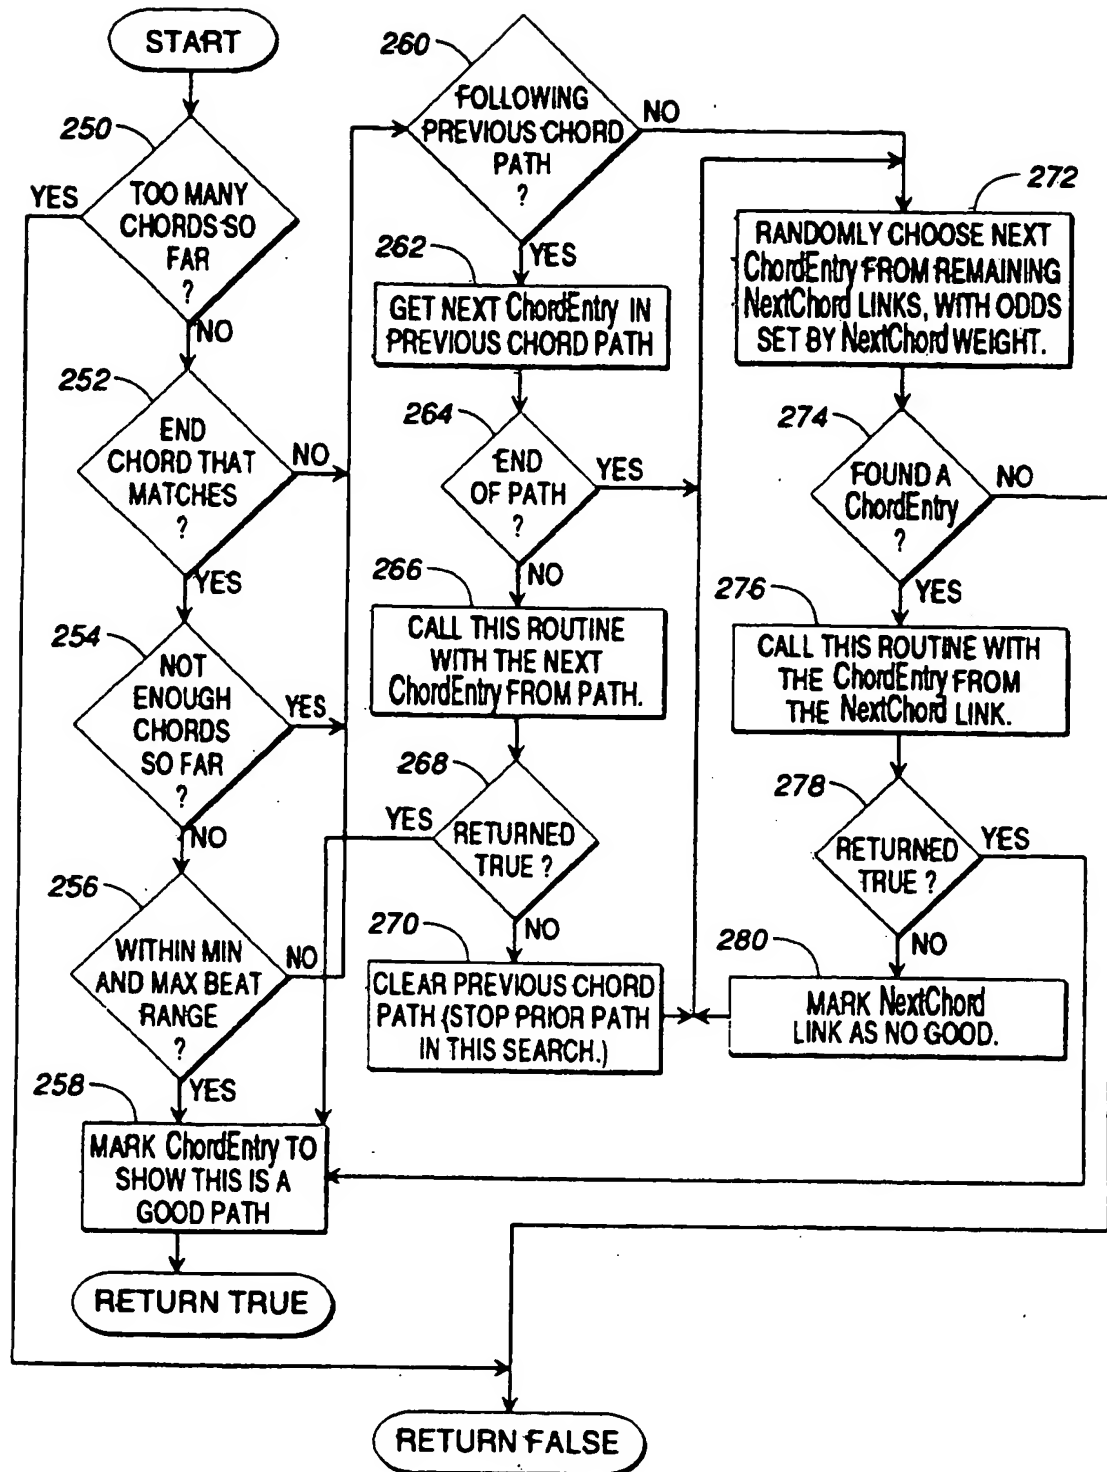 START
250
YES
TOO MANY
CHORDS SO
FAR
?
NO
252
END
CHORD THAT
MATCHES
?
NO
YES
254
NOT
ENOUGH
CHORDS
SO FAR
?
YES
NO
256
WITHIN MIN
AND MAX BEAT
RANGE
?
NO
YES
258
MARK ChordEntry TO
SHOW THIS IS A
GOOD PATH
RETURN TRUE
260
FOLLOWING
PREVIOUS CHORD
PATH
?
NO
YES
262
GET NEXT ChordEntry IN
PREVIOUS CHORD PATH
264
END
OF PATH
?
YES
NO
266
CALL THIS ROUTINE
WITH THE NEXT
ChordEntry FROM PATH.
268
YES
RETURNED
TRUE ?
NO
270
CLEAR PREVIOUS CHORD
PATH (STOP PRIOR PATH
IN THIS SEARCH.)
272
RANDOMLY CHOOSE NEXT
ChordEntry FROM REMAINING
NextChord LINKS, WITH ODDS
SET BY NextChord WEIGHT.
274
FOUND A
ChordEntry
?
NO
YES
276
CALL THIS ROUTINE WITH
THE ChordEntry FROM
THE NextChord LINK.
278
RETURNED
TRUE ?
YES
NO
280
MARK NextChord
LINK AS NO GOOD.
RETURN FALSE